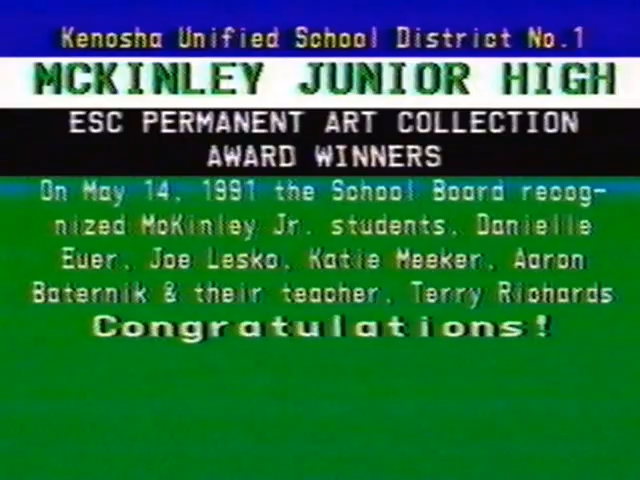 Kenosha Unified School District No.1
MCKINLEY JUNIOR HIGH
ESC PERMANENT ART COLLECTION
AWARD WINNERS
On May 14, 1991 the School Board recog-
nized McKinley Jr. students, Danielle
Euer, Joe Lesko, Katie Meeker, Aaron
Baternik & their teacher, Terry Richards
Congratulations!